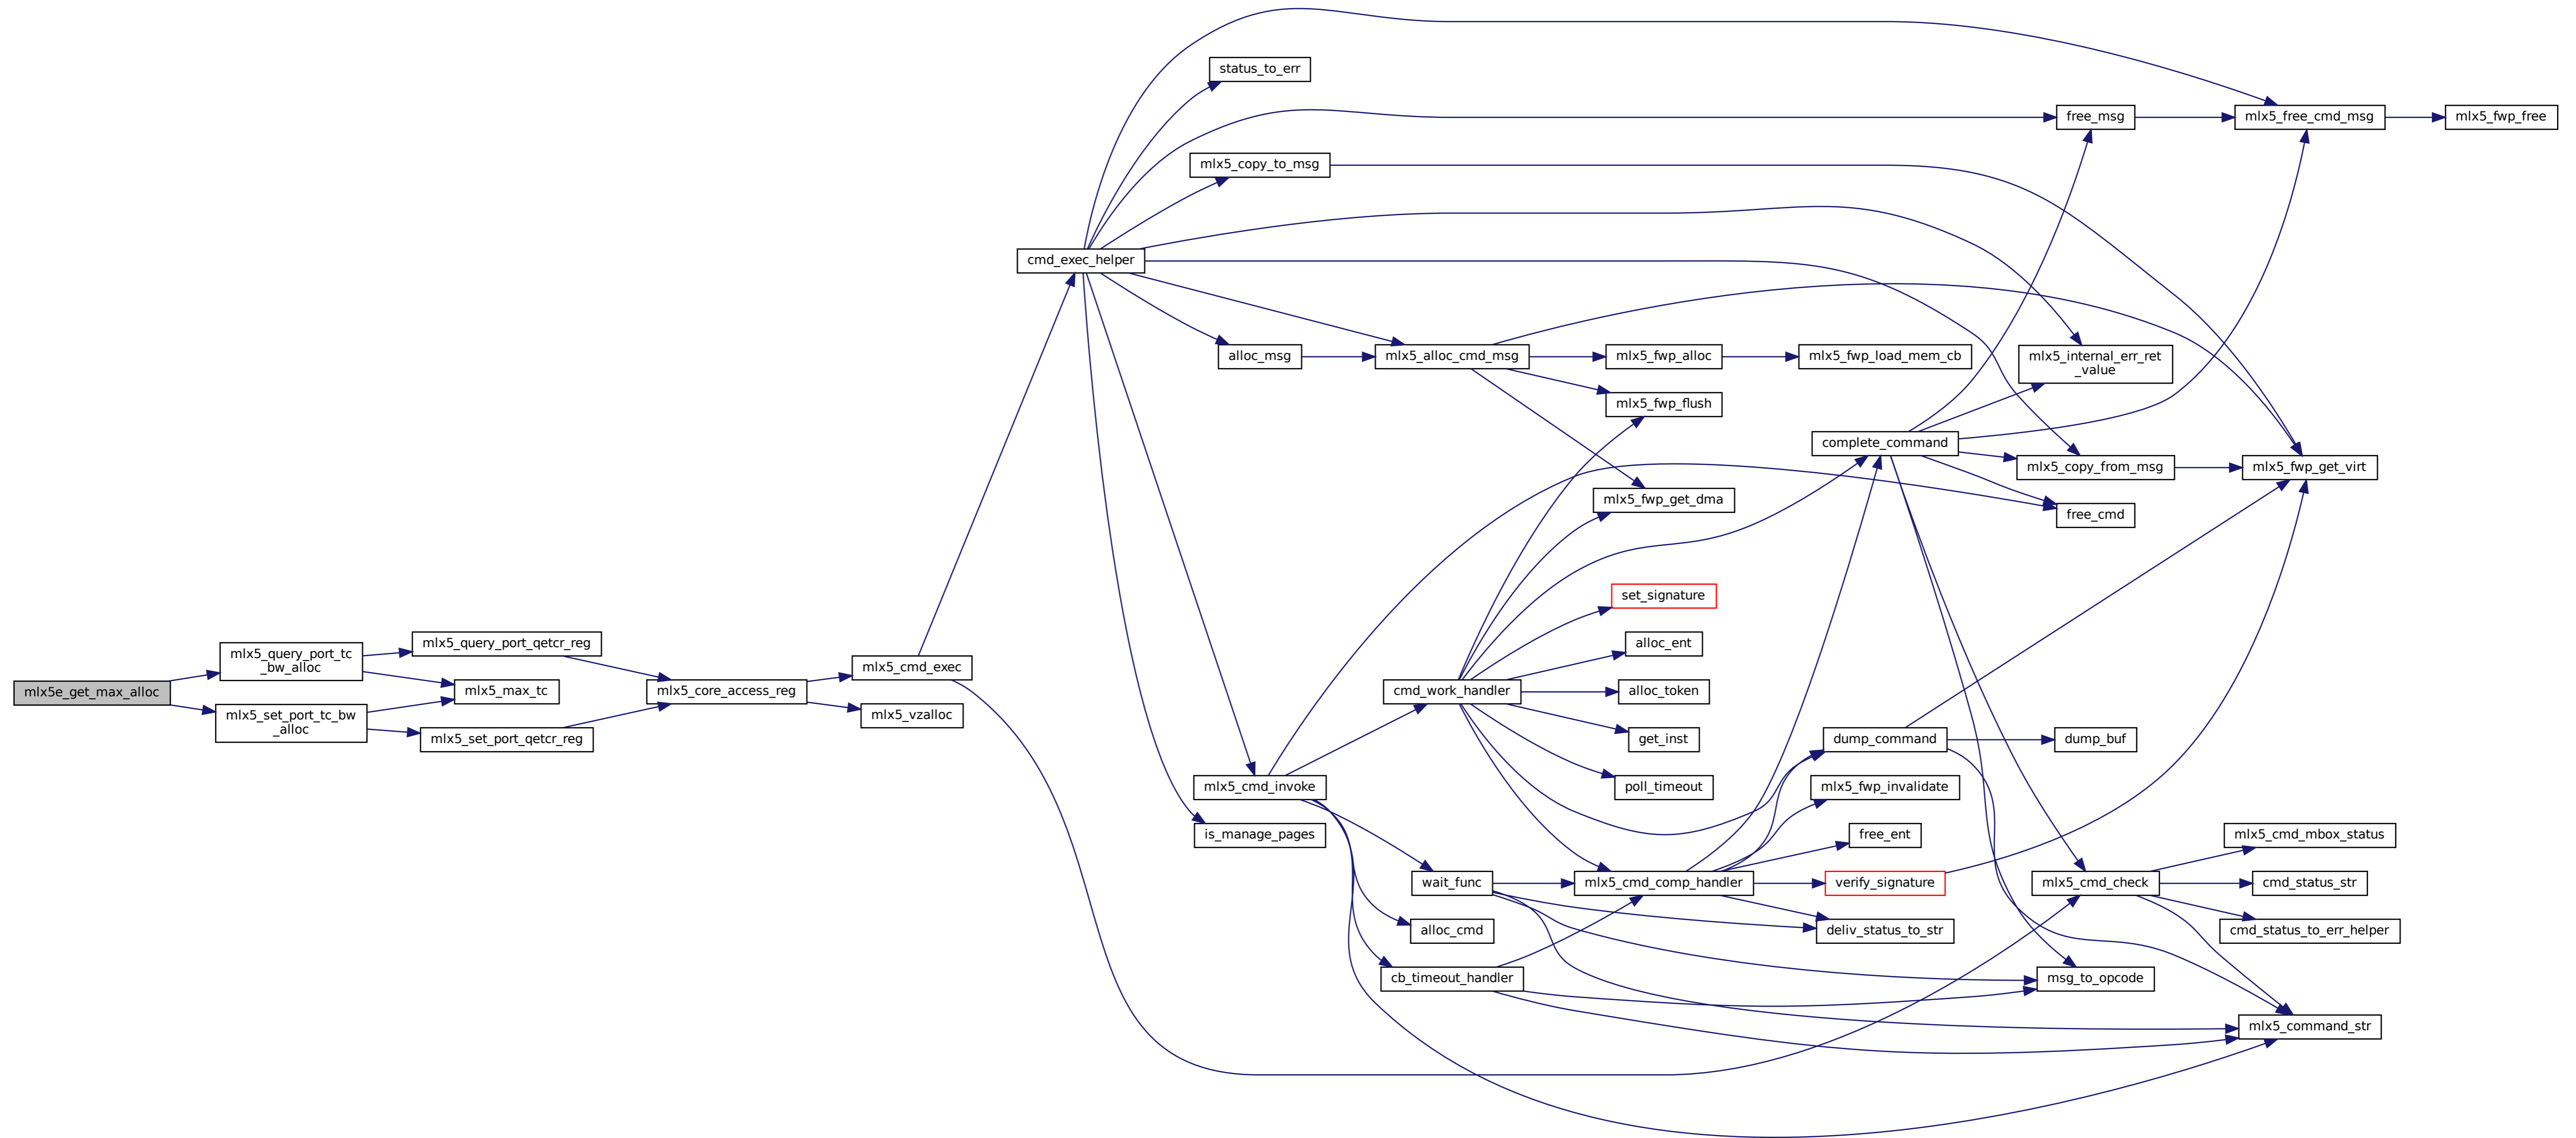 mlx5e_get_max_alloc
mlx5_query_port_tc
_bw_alloc
mlx5_set_port_tc_bw
_alloc
mlx5_query_port_qetcr_reg
mlx5_max_tc
mlx5_set_port_qetcr_reg
mlx5_core_access_reg
mlx5_cmd_exec
mlx5_vzalloc
cmd_exec_helper
status_to_err
mlx5_copy_to_msg
alloc_msg
mlx5_cmd_invoke
is_manage_pages
mlx5_alloc_cmd_msg
cmd_work_handler
wait_func
alloc_cmd
cb_timeout_handler
mlx5_fwp_alloc
mlx5_fwp_flush
mlx5_fwp_get_dma
set_signature
alloc_ent
alloc_token
get_inst
poll_timeout
mlx5_cmd_comp_handler
mlx5_fwp_load_mem_cb
complete_command
dump_command
mlx5_fwp_invalidate
free_ent
verify_signature
deliv_status_to_str
free_msg
mlx5_internal_err_ret
_value
mlx5_copy_from_msg
free_cmd
dump_buf
mlx5_cmd_check
msg_to_opcode
mlx5_free_cmd_msg
mlx5_fwp_get_virt
mlx5_cmd_mbox_status
cmd_status_str
cmd_status_to_err_helper
mlx5_command_str
mlx5_fwp_free